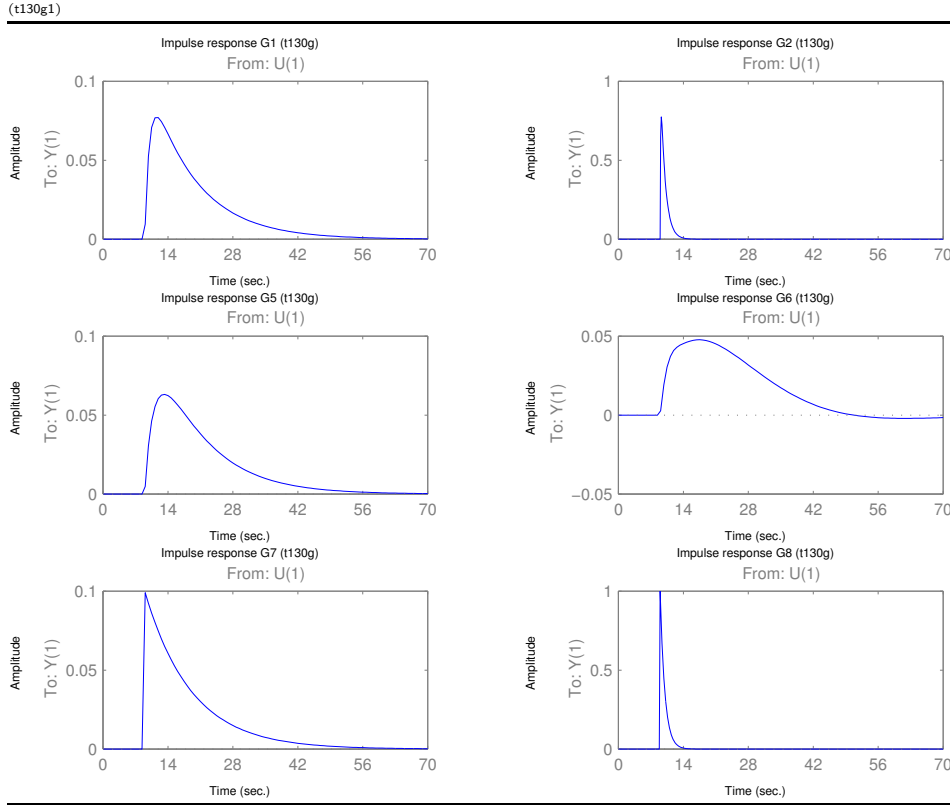 (t130g1)
Impulse response G1 (t130g)
From: U(1)
Amplitude
To: Y(1)
0.1
0.05
0
0 14 28 42 56 70
Time (sec.)
Impulse response G2 (t130g)
From: U(1)
Amplitude
To: Y(1)
1
0.5
0
0 14 28 42 56 70
Time (sec.)
Impulse response G5 (t130g)
From: U(1)
Amplitude
To: Y(1)
0.1
0.05
0
0 14 28 42 56 70
Time (sec.)
Impulse response G6 (t130g)
From: U(1)
Amplitude
To: Y(1)
0.05
0
−0.05
0 14 28 42 56 70
Time (sec.)
Impulse response G7 (t130g)
From: U(1)
Amplitude
To: Y(1)
0.1
0.05
0
0 14 28 42 56 70
Time (sec.)
Impulse response G8 (t130g)
From: U(1)
Amplitude
To: Y(1)
1
0.5
0
0 14 28 42 56 70
Time (sec.)